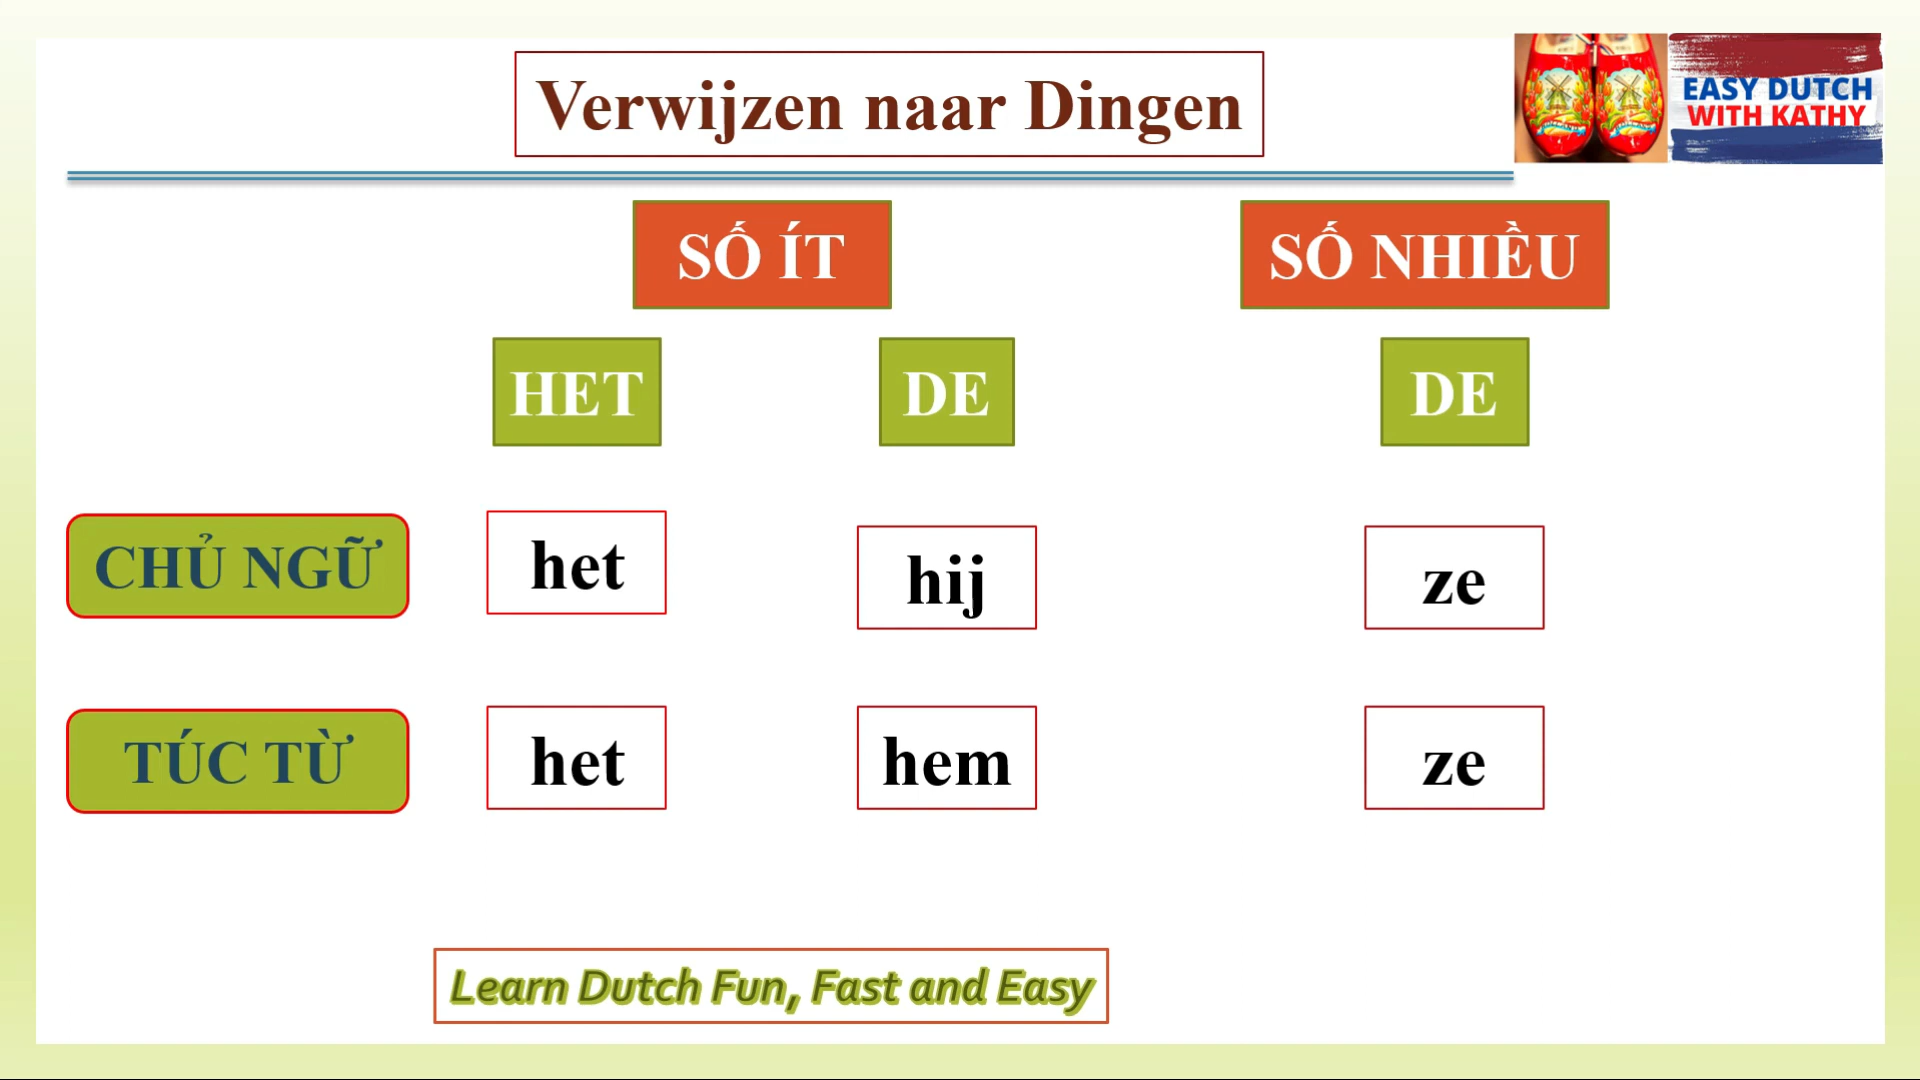 Verwijzen naar Dingen
EASY DUTCH
WITH KATHY
SỐ ÍT
SỐ NHIỀU
HET
DE
DE
CHỦ NGỮ
het
hij
ze
TÚC TỪ
het
hem
ze
Learn Dutch Fun, Fast and Easy